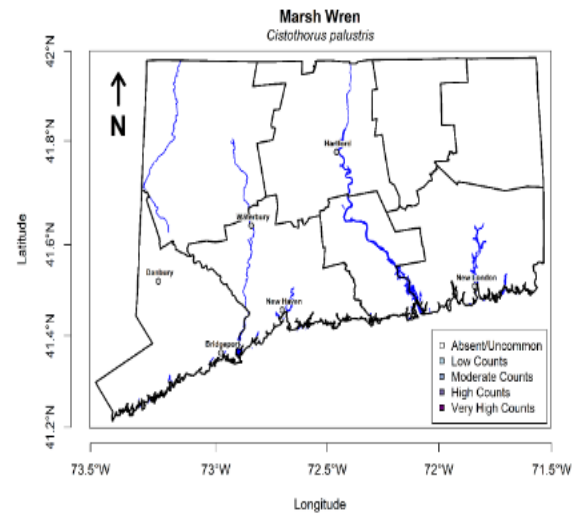 Marsh Wren
Cistothorus palustris
42°N
41.8°N
41.6°N
41.4°N
41.2°N
Latitude
N
Hartford
Waterbury
Danbury
New London
New Haven
Bridgeport
Absent/Uncommon
Low Counts
Moderate Counts
High Counts
Very High Counts
73.5°W
73°W
72.5°W
72°W
71.5°W
Longitude